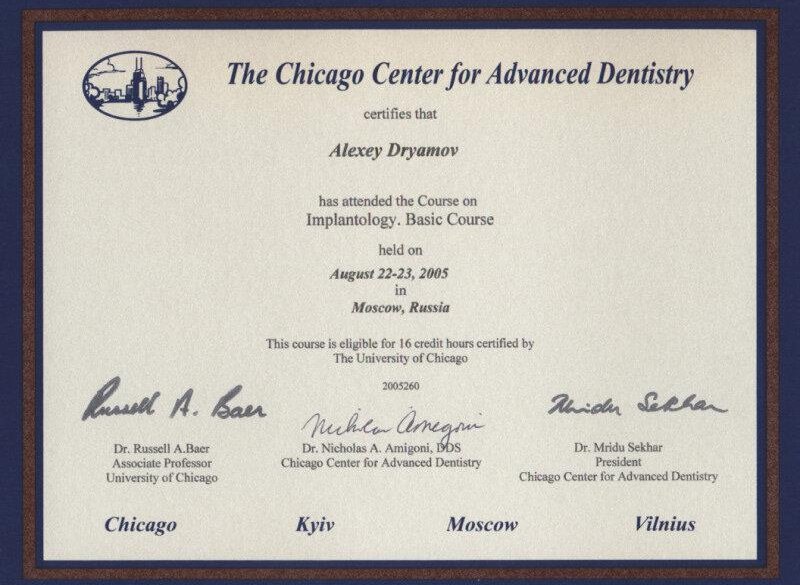 The Chicago Center for Advanced Dentistry
certifies that
Alexey Dryamov
has attended the Course on
Implantology. Basic Course
held on
August 22-23, 2005
in
Moscow, Russia
This course is eligible for 16 credit hours certified by
The University of Chicago
2005260
Russell A. Baer
Nicholas Amegoni
Mridu Sekhar
Dr. Russell A.Baer
Associate Professor
University of Chicago
Dr. Nicholas A. Amigoni, DDS
Chicago Center for Advanced Dentistry
Dr. Mridu Sekhar
President
Chicago Center for Advanced Dentistry
Chicago Kyiv Moscow Vilnius